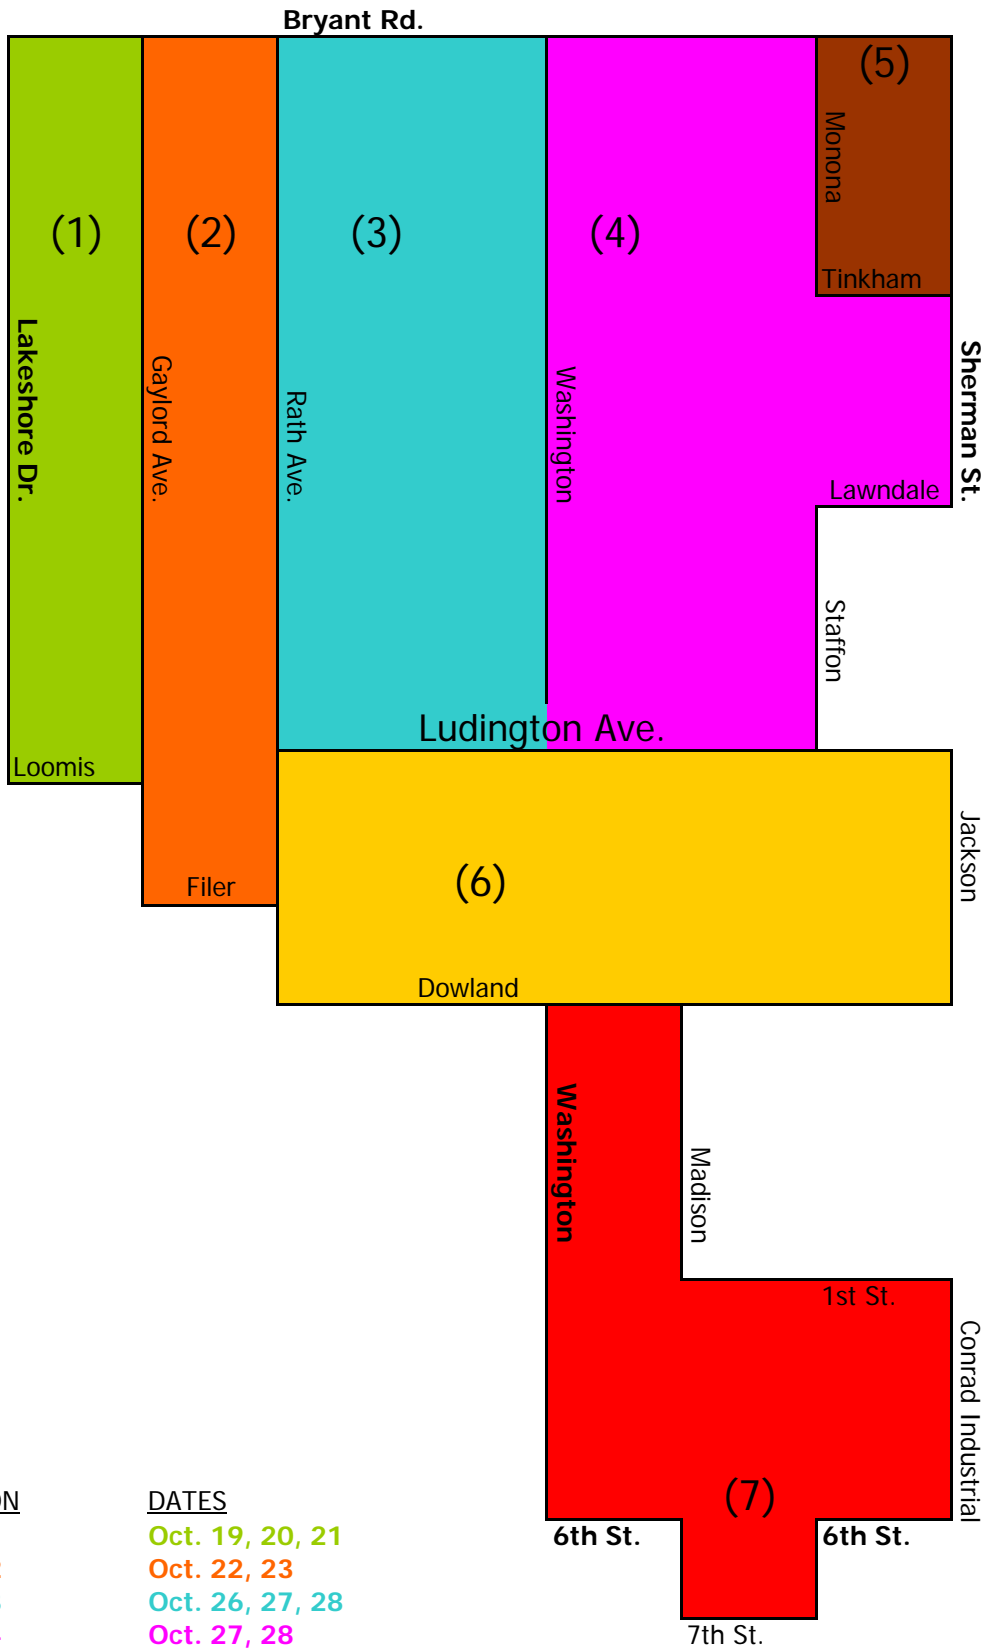 Bryant Rd.
(5)
Monona
(1)
(2)
(3)
(4)
Tinkham
Lakeshore Dr.
Gaylord Ave.
Rath Ave.
Washington
Sherman St.
Lawndale
Staffon
Ludington Ave.
Loomis
Jackson
(6)
Filer
Dowland
Washington
Madison
1st St.
Conrad Industrial
(7)
DATES
6th St.
6th St.
Oct. 19, 20, 21
Oct. 22, 23
Oct. 26, 27, 28
Oct. 27, 28
7th St.